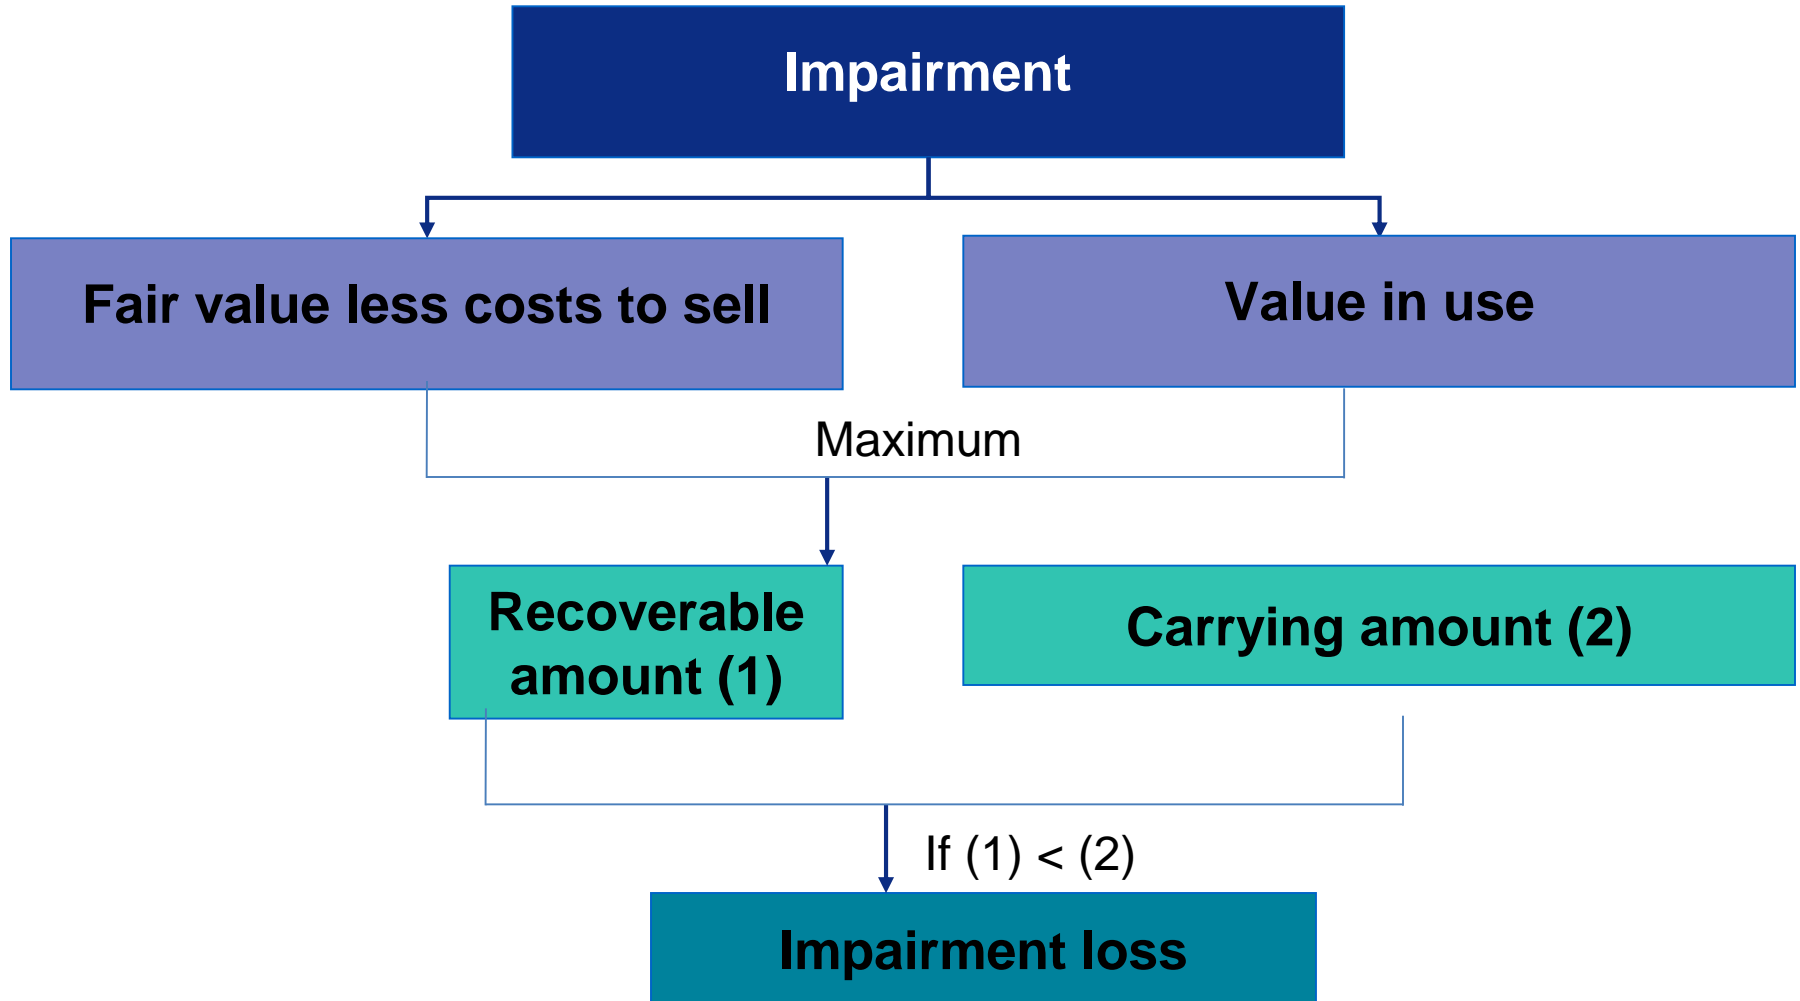 Impairment
Fair value less costs to sell
Value in use
Maximum
Recoverable
amount (1)
Carrying amount (2)
If (1) < (2)
Impairment loss